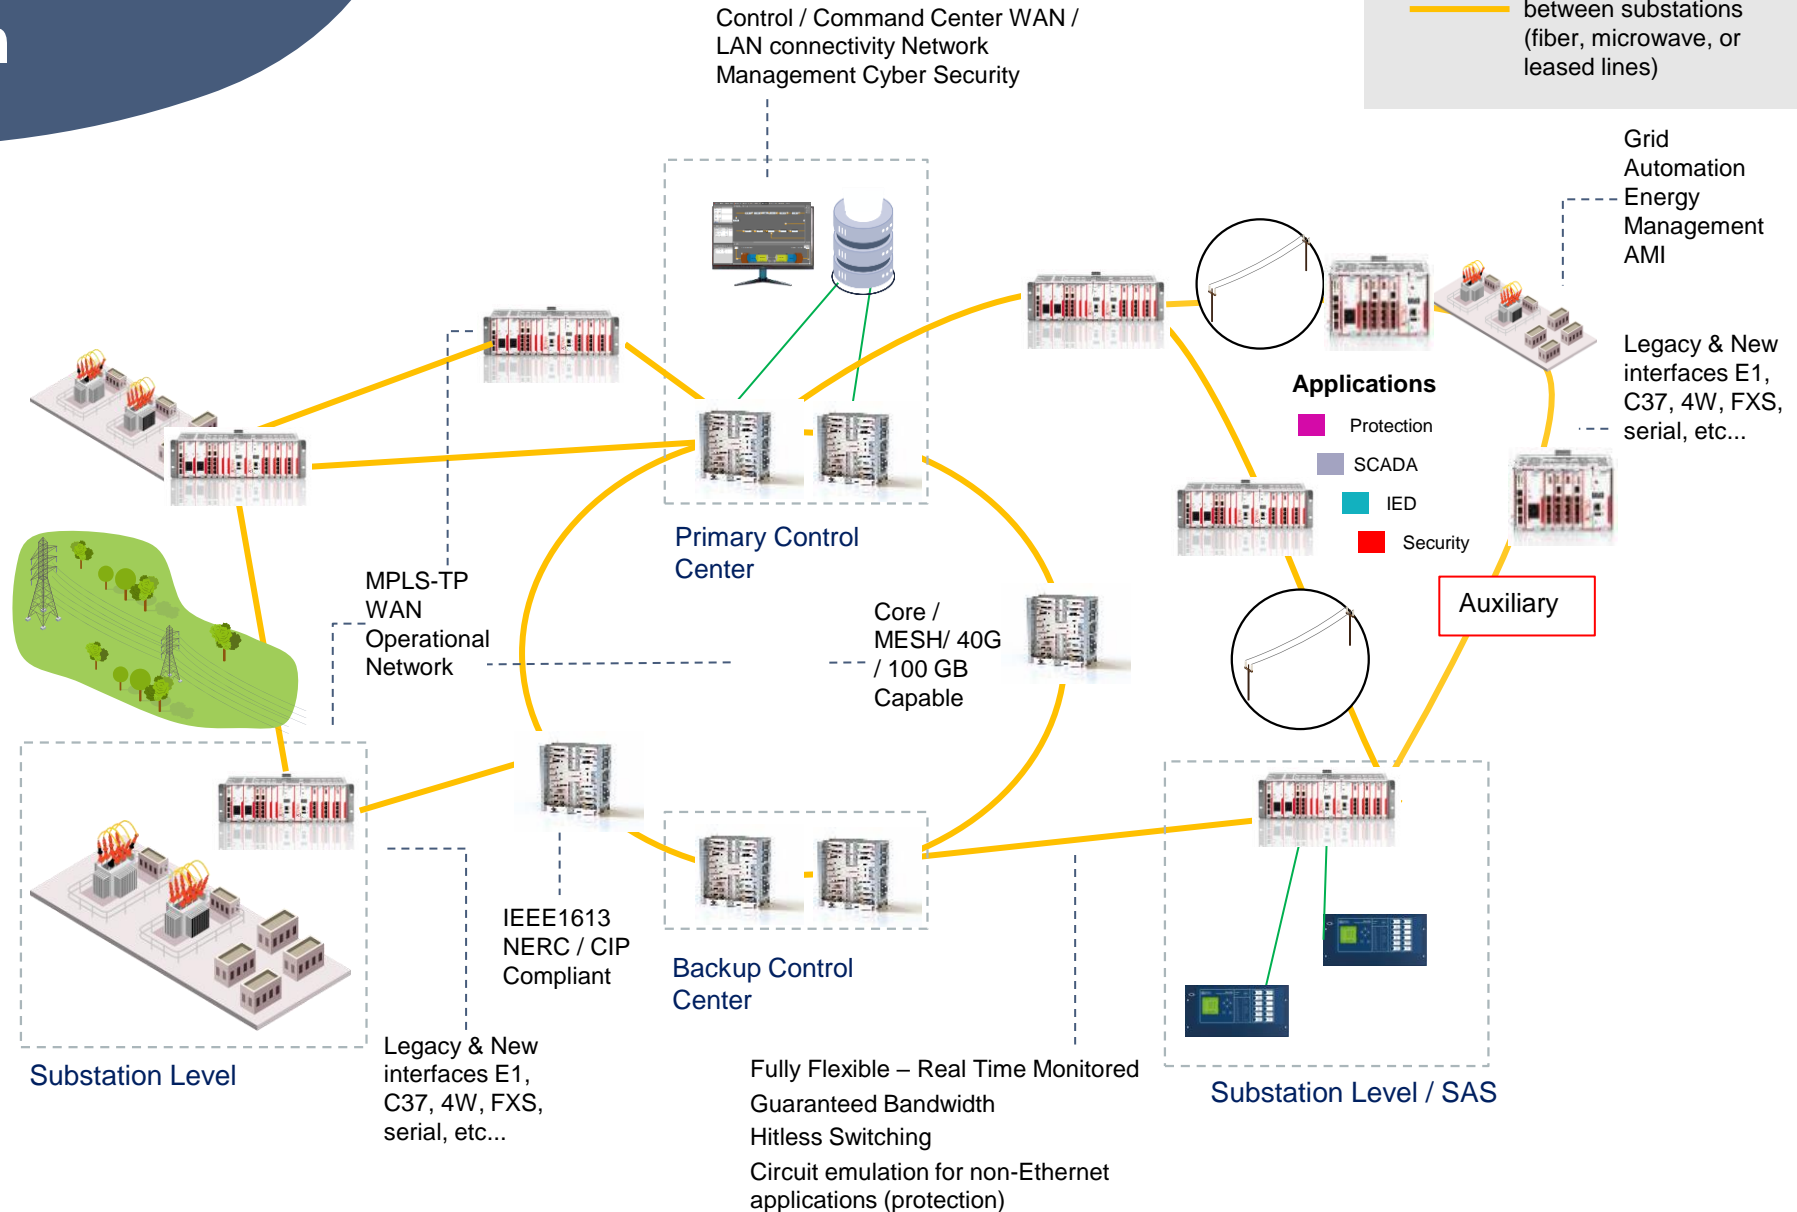 Control / Command Center WAN /
LAN connectivity Network
Management Cyber Security
between substations
(fiber, microwave, or
leased lines)
Grid
Automation
Energy
Management
AMI
Legacy & New
interfaces E1,
C37, 4W, FXS,
serial, etc...
Applications
Protection
SCADA
IED
Security
Primary Control
Center
MPLS-TP
WAN
Operational
Network
Core /
MESH/ 40G
/ 100 GB
Capable
Auxiliary
IEEE1613
NERC / CIP
Compliant
Backup Control
Center
Substation Level
Legacy & New
interfaces E1,
C37, 4W, FXS,
serial, etc...
Fully Flexible – Real Time Monitored
Guaranteed Bandwidth
Hitless Switching
Circuit emulation for non-Ethernet
applications (protection)
Substation Level / SAS